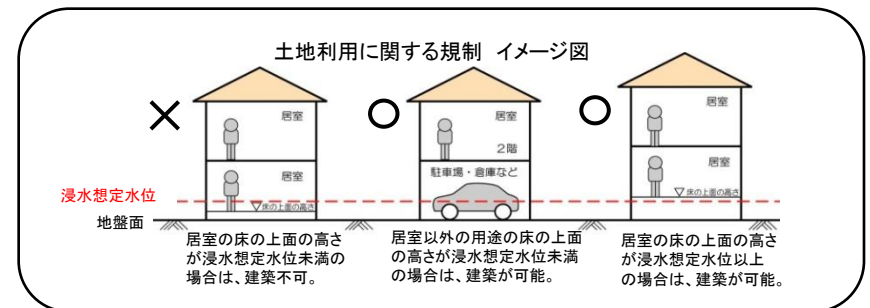 土地利用に関する規制 イメージ図
×
居室
居室
▽床の上面の高さ
○
居室
2階
駐車場・倉庫など
○
居室
居室
▽床の上面の高さ
浸水想定水位
地盤面
居室の床の上面の高さ
が浸水想定水位未満の
場合は、建築不可。
居室以外の用途の床の上面
の高さが浸水想定水位未満
の場合は、建築が可能。
居室の床の上面の高さ
が浸水想定水位以上
の場合は、建築が可能。